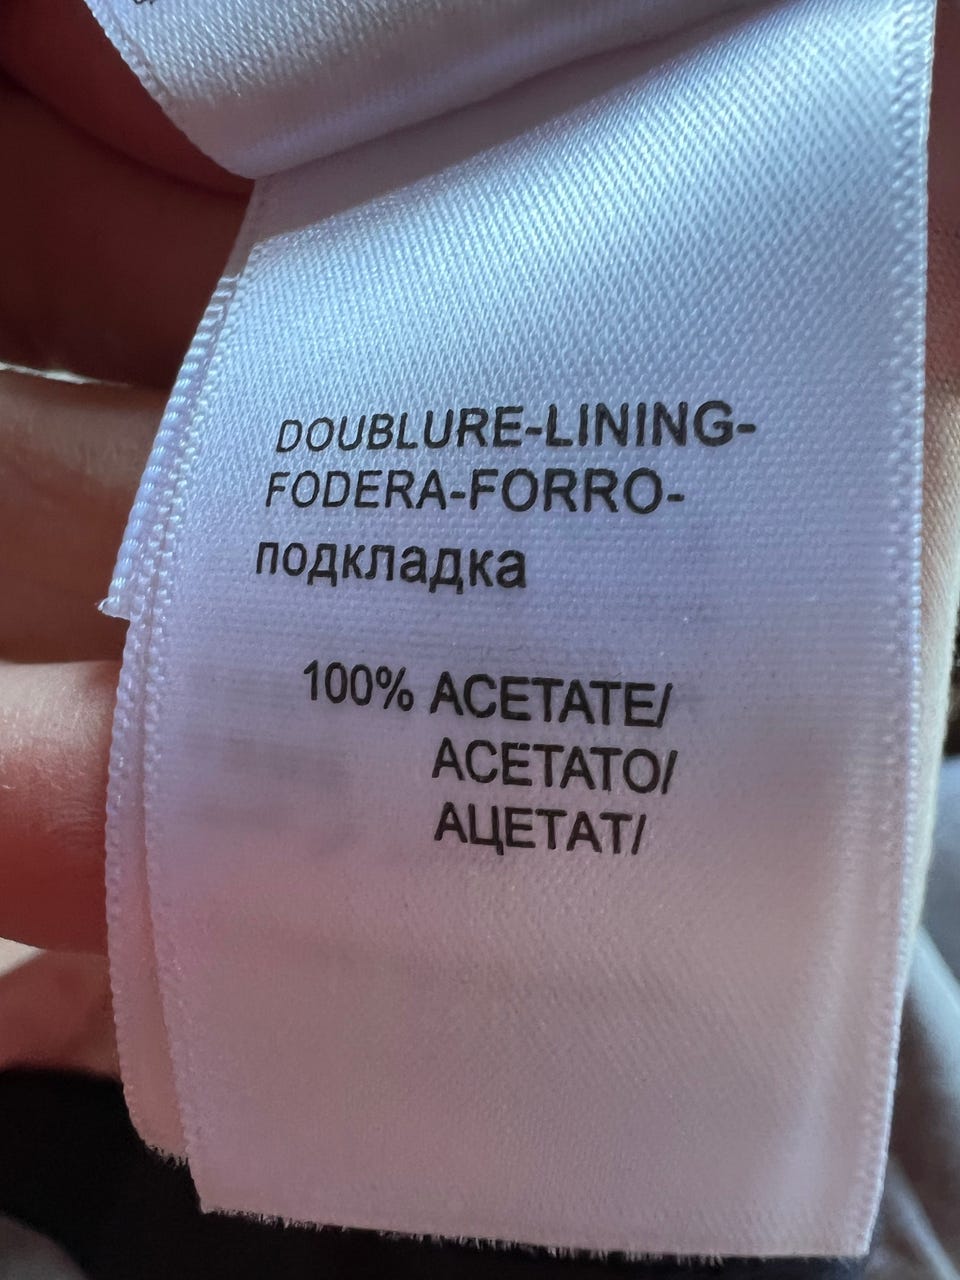 DOUBLURE-LINING-
FODERA-FORRO-
подкладка
100% ACETATE/
ACETATO/
АЦЕТАТ/